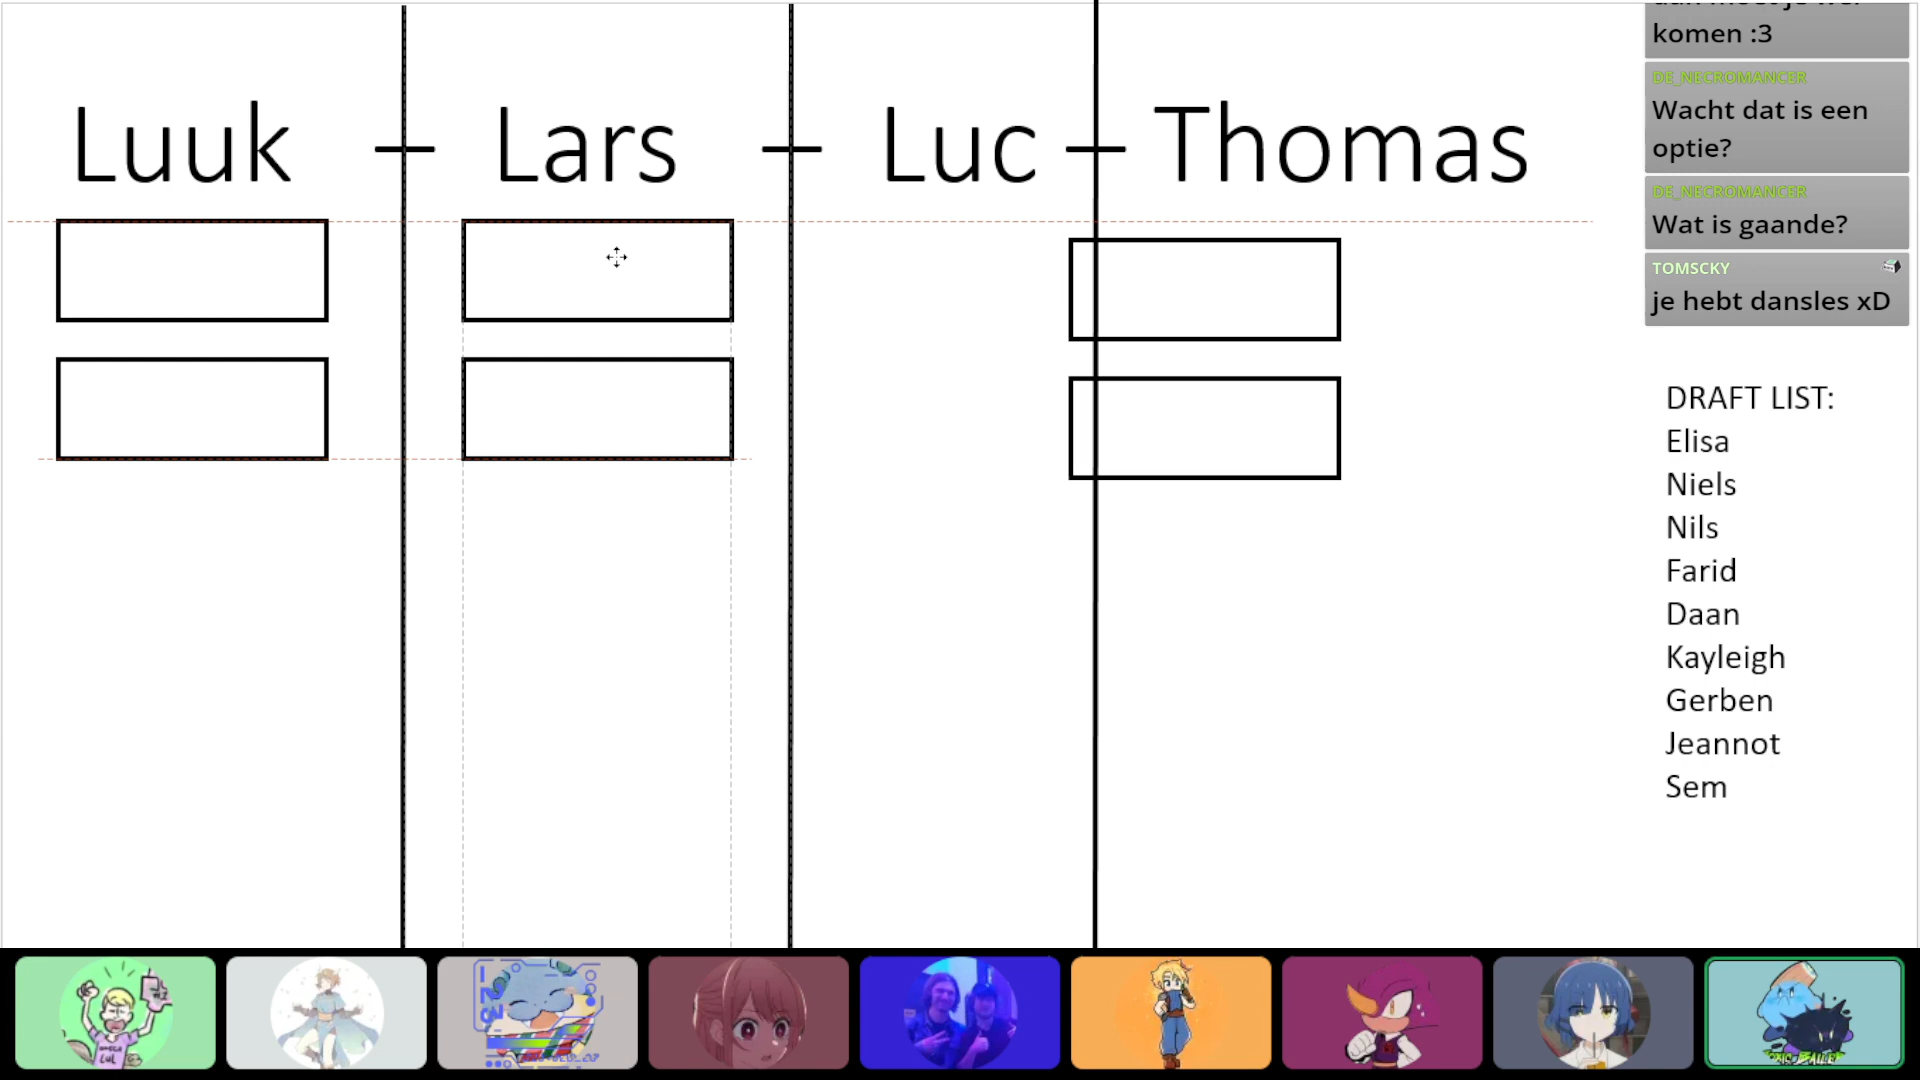 Luuk – Lars – Luc – Thomas
komen :3
DE_NECROMANCER
Wacht dat is een
optie?
DE_NECROMANCER
Wat is gaande?
TOMSCKY
je hebt dansles xD
DRAFT LIST:
Elisa
Niels
Nils
Farid
Daan
Kayleigh
Gerben
Jeannot
Sem